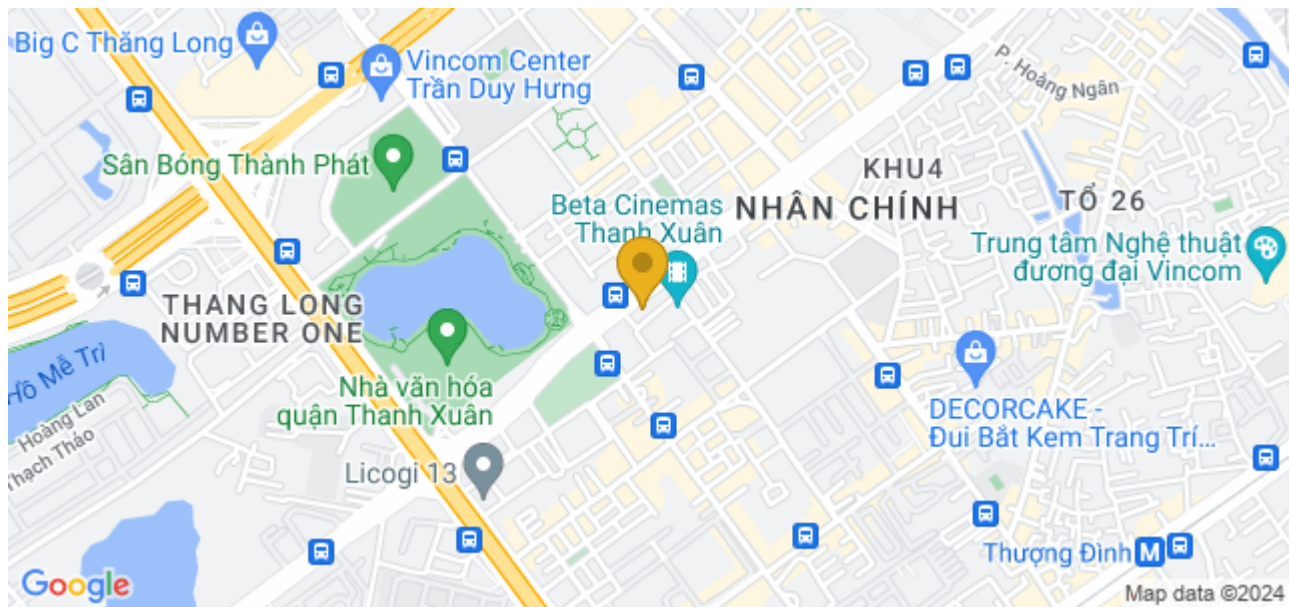 Big C Thăng Long
Vincom Center
Trần Duy Hưng
P. Hoàng Ngân
Sân Bóng Thành Phát
KHU4
TỔ 26
Beta Cinemas
Thanh Xuân
NHÂN CHÍNH
Trung tâm Nghệ thuật
đương đại Vincom
THANG LONG
NUMBER ONE
Hồ Mễ Trì
Nhà văn hóa
quận Thanh Xuân
Hoàng Lan
Thạch Thảo
DECORCAKE -
Đui Bắt Kem Trang Trí...
Licogi 13
Thượng Đình
M
Google
Map data ©2024